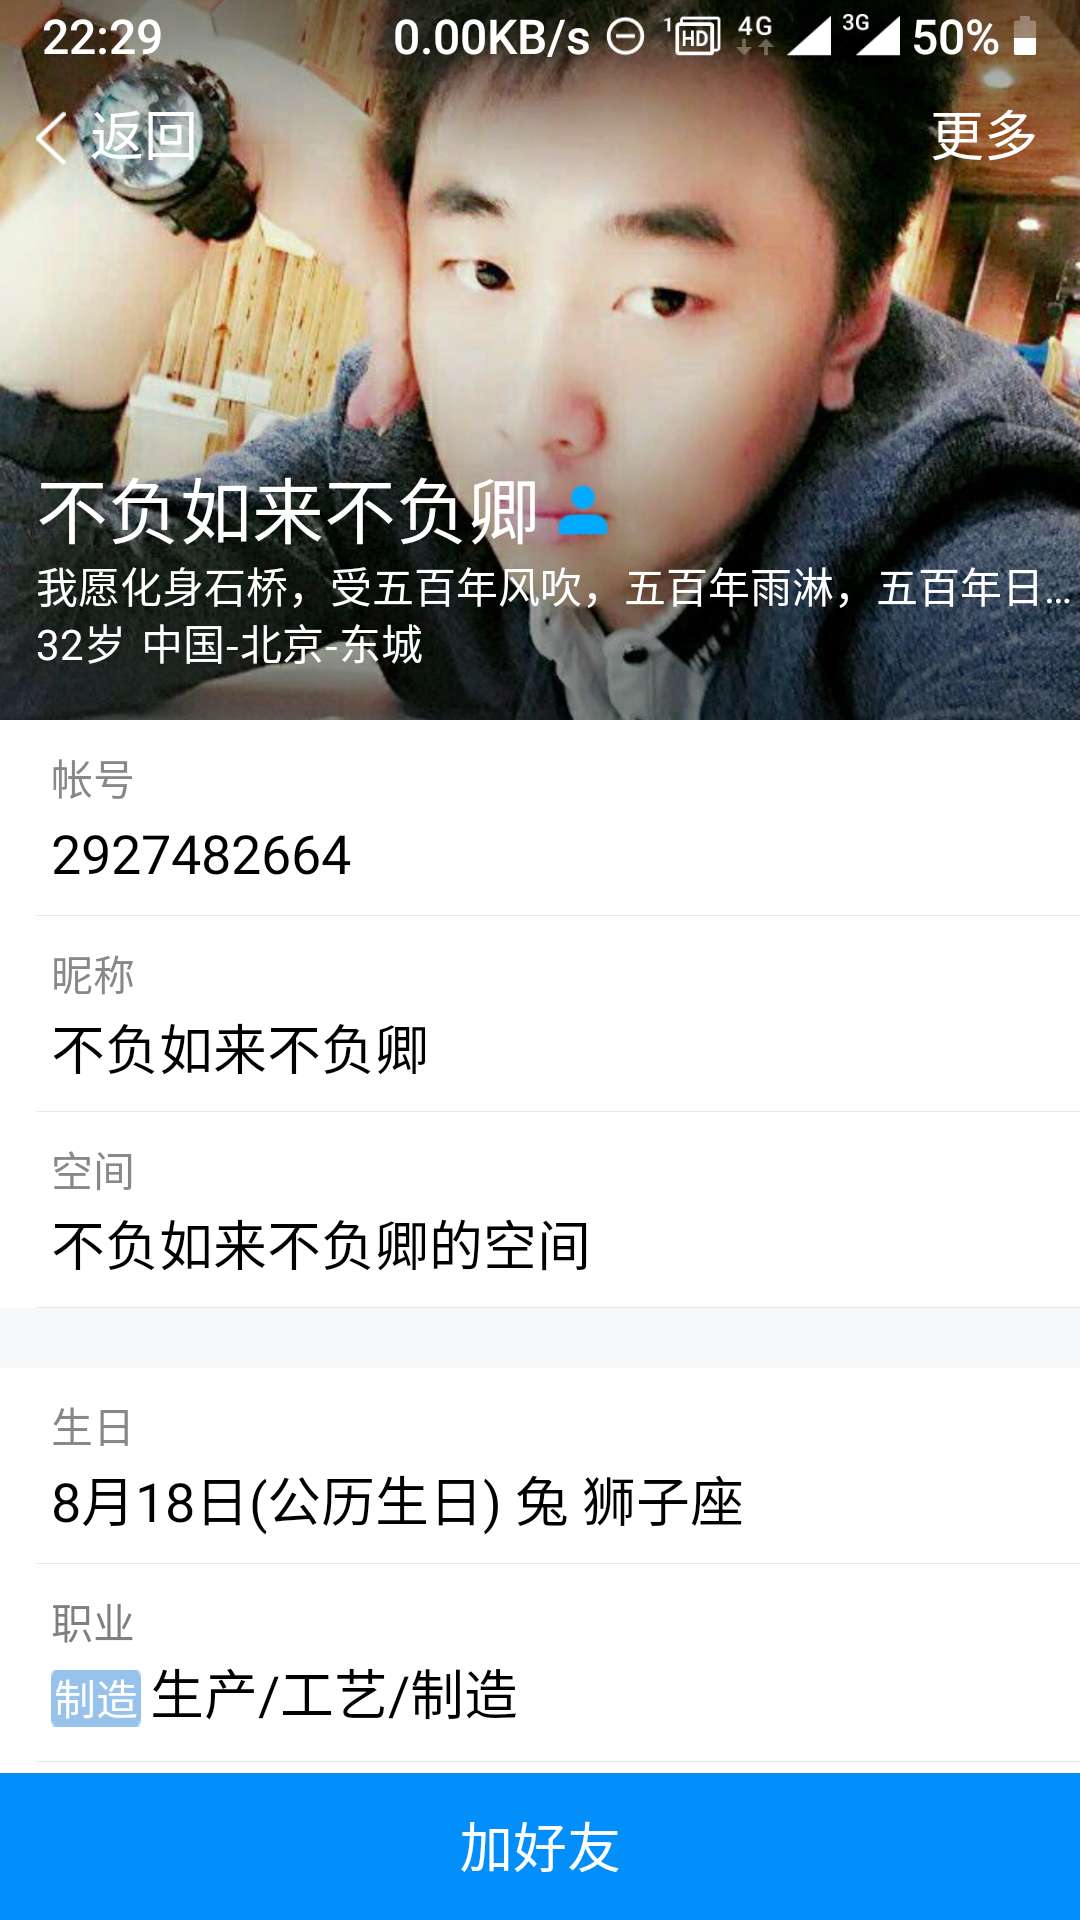 22:29 0.00KB/s 1 HD 4G 3G 50%
返回 更多
不负如来不负卿
我愿化身石桥，受五百年风吹，五百年雨淋，五百年日...
32岁 中国-北京-东城
帐号
2927482664
昵称
不负如来不负卿
空间
不负如来不负卿的空间
生日
8月18日(公历生日) 兔 狮子座
职业
制造 生产/工艺/制造
加好友